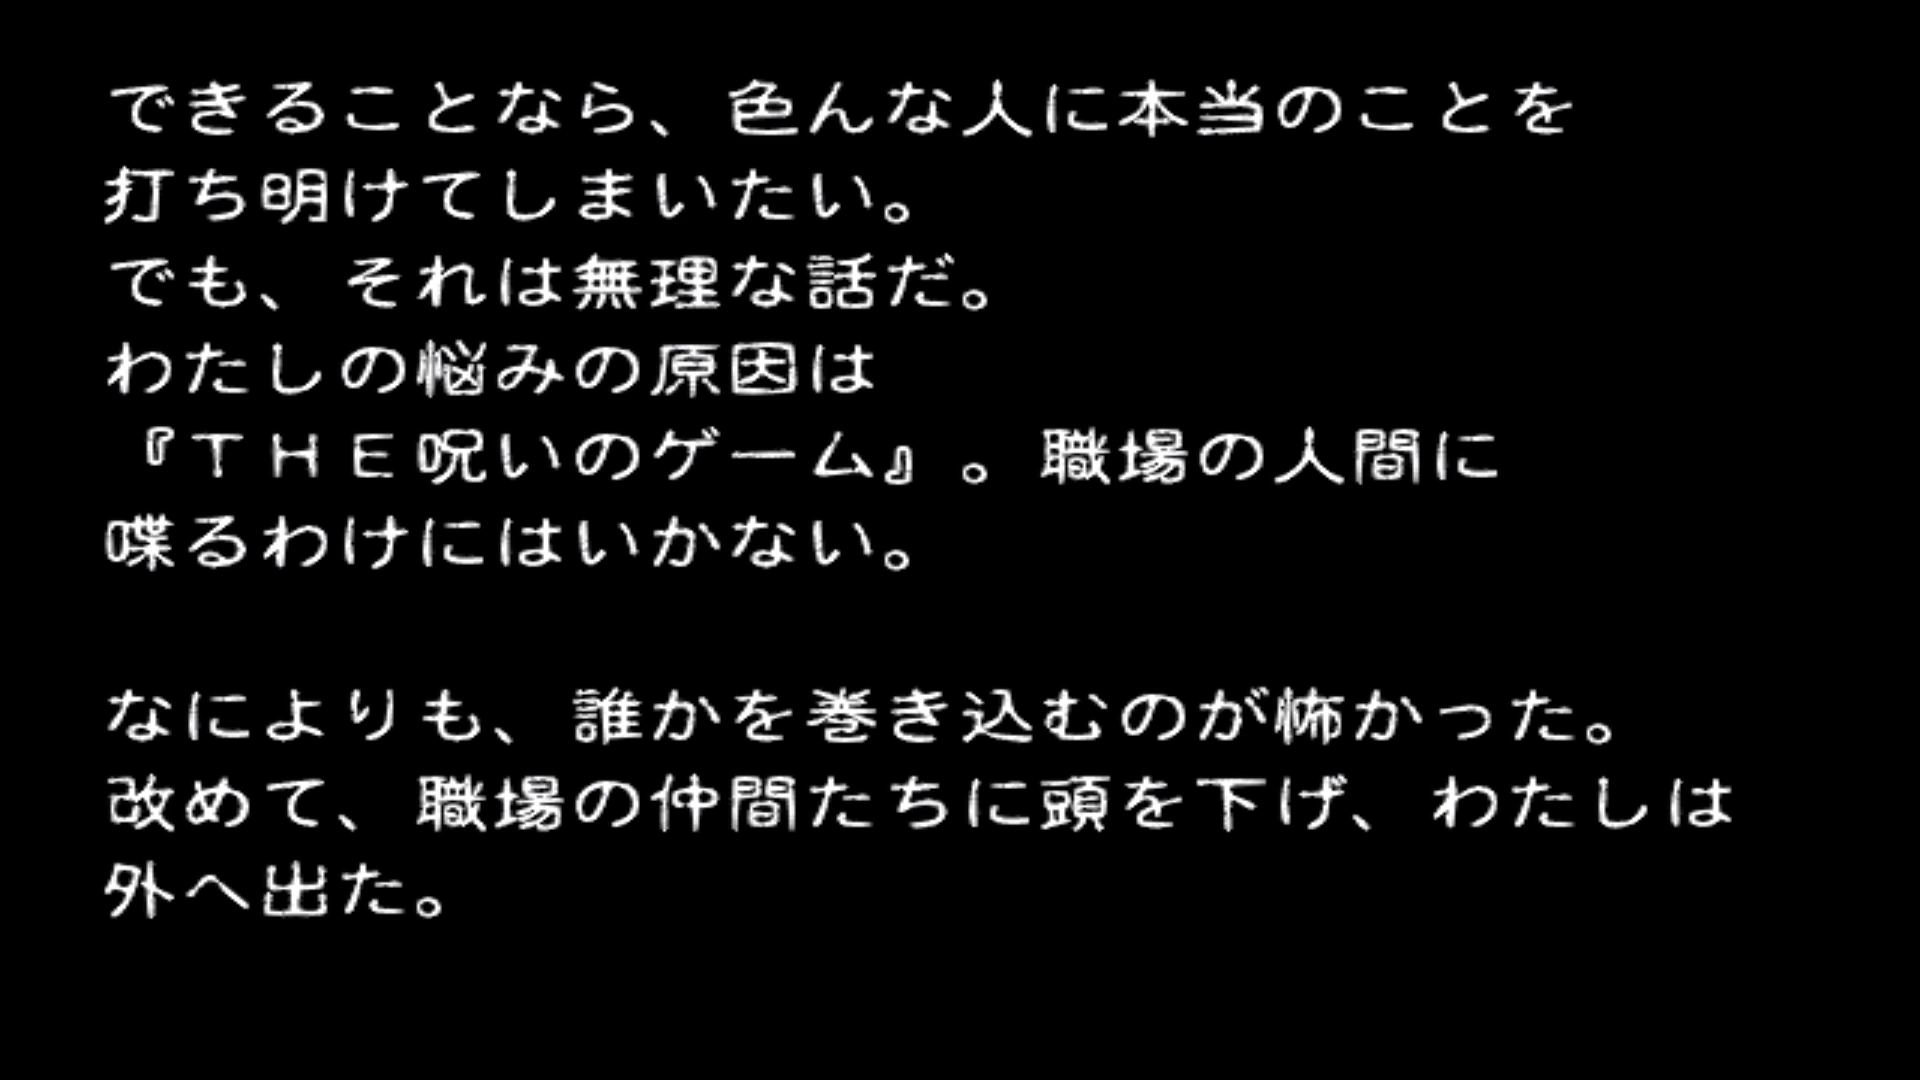 できることなら、色んな人に本当のことを
打ち明けてしまいたい。
でも、それは無理な話だ。
わたしの悩みの原因は
『ＴＨＥ呪いのゲーム』。職場の人間に
喋るわけにはいかない。
なによりも、誰かを巻き込むのが怖かった。
改めて、職場の仲間たちに頭を下げ、わたしは
外へ出た。